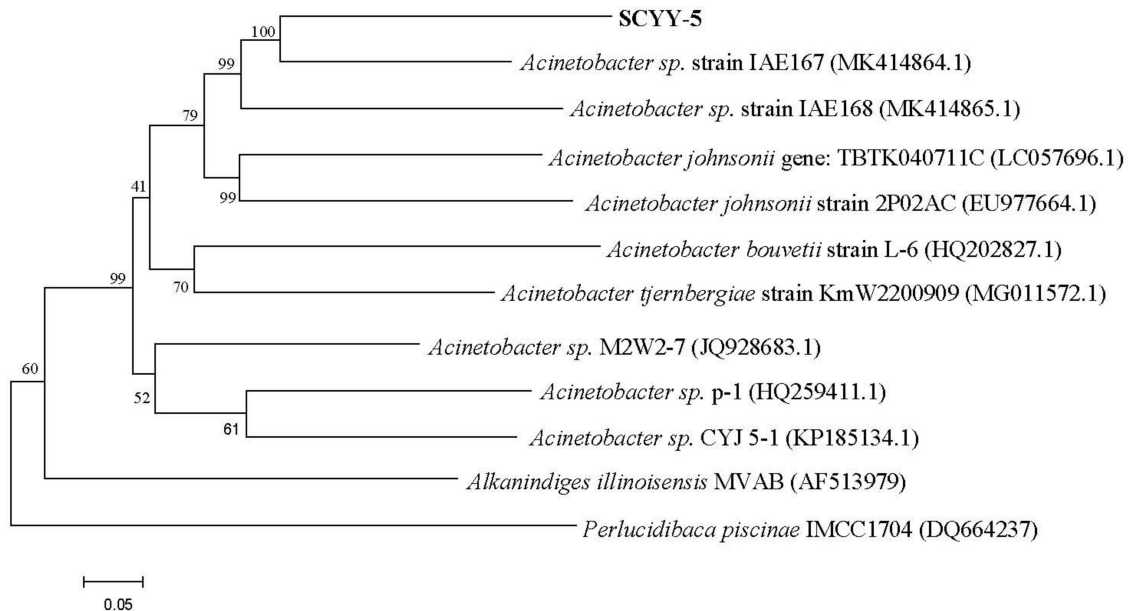 SCYY-5
100
Acinetobacter sp. strain IAE167 (MK414864.1)
99
Acinetobacter sp. strain IAE168 (MK414865.1)
79
Acinetobacter johnsonii gene: TBTK040711C (LC057696.1)
41
99
Acinetobacter johnsonii strain 2P02AC (EU977664.1)
Acinetobacter bouvetii strain L-6 (HQ202827.1)
99
70
Acinetobacter tjernbergiae strain KmW2200909 (MG011572.1)
Acinetobacter sp. M2W2-7 (JQ928683.1)
60
52
Acinetobacter sp. p-1 (HQ259411.1)
61
Acinetobacter sp. CYJ 5-1 (KP185134.1)
Alkanindiges illinoisensis MVAB (AF513979)
Perlucidibaca piscinae IMCC1704 (DQ664237)
0.05